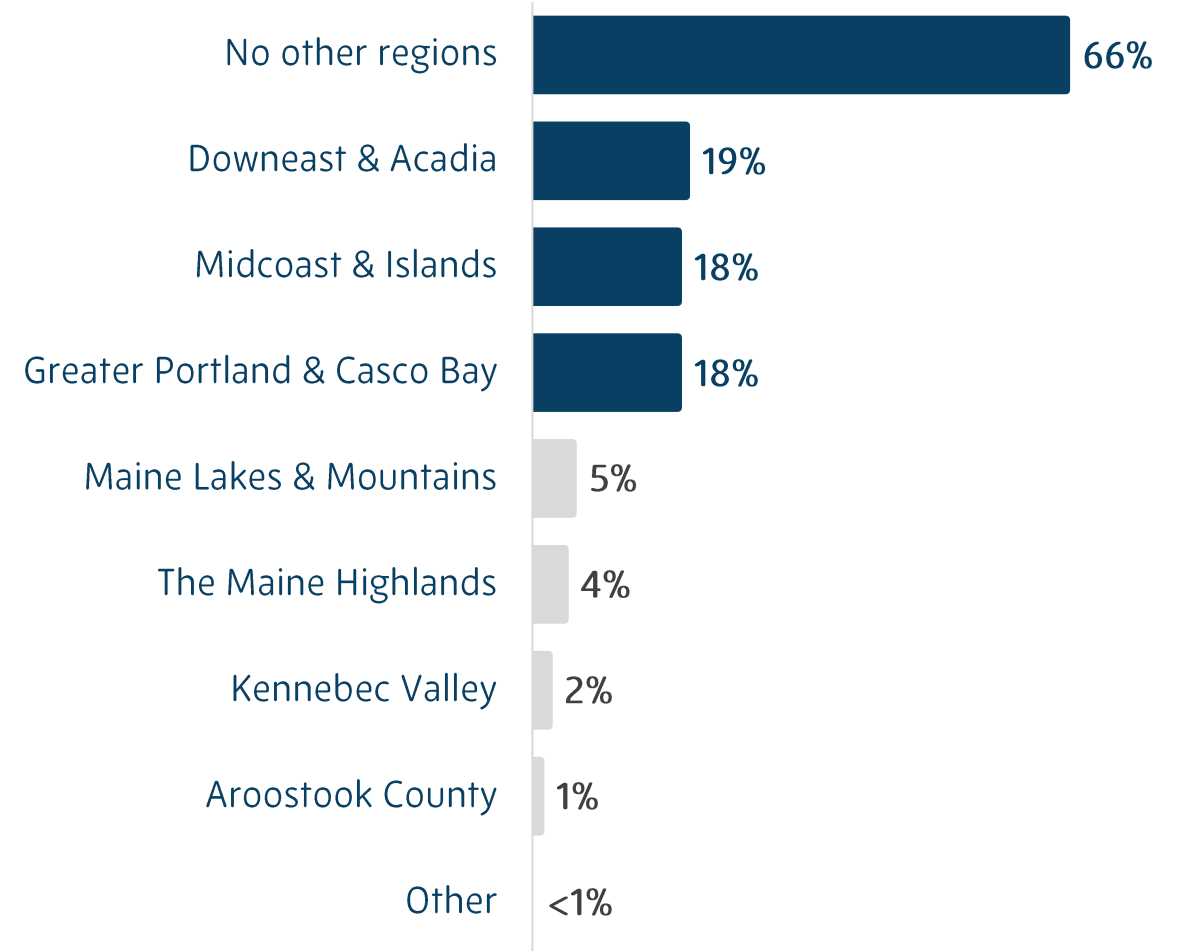 No other regions 66%
Downeast & Acadia 19%
Midcoast & Islands 18%
Greater Portland & Casco Bay 18%
Maine Lakes & Mountains 5%
The Maine Highlands 4%
Kennebec Valley 2%
Aroostook County 1%
Other <1%